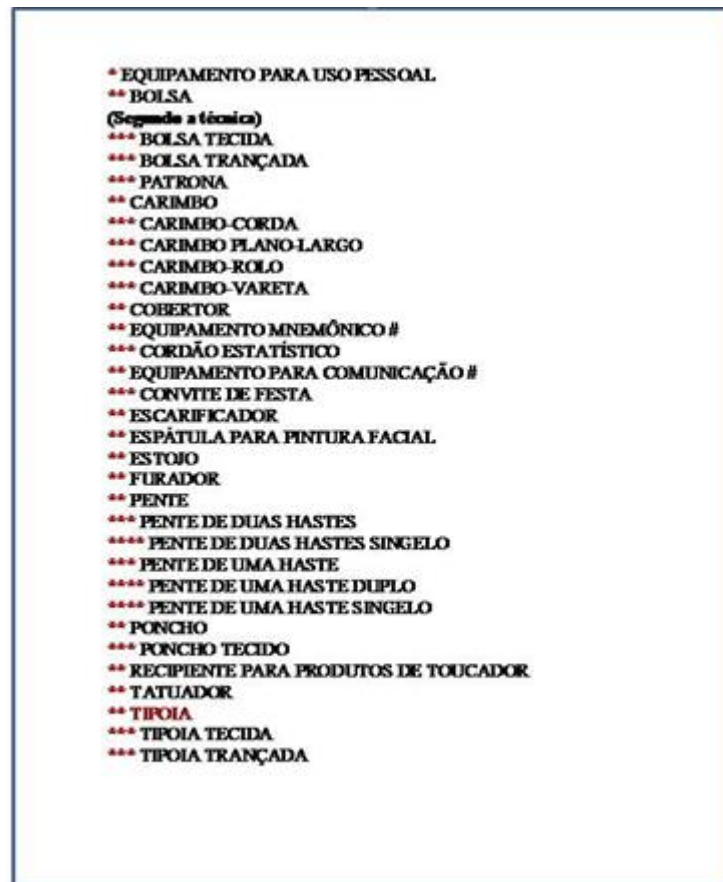 * EQUIPAMENTO PARA USO PESSOAL
** BOLSA
(Segundo a técnica)
*** BOLSA TECIDA
*** BOLSA TRANÇADA
*** PATRONA
** CARIMBO
*** CARIMBO-CORDA
*** CARIMBO PLANO-LARGO
*** CARIMBO-ROLO
*** CARIMBO-VARETA
** COBERTOR
** EQUIPAMENTO MNEMÔNICO #
*** CORDÃO ESTATÍSTICO
** EQUIPAMENTO PARA COMUNICAÇÃO #
*** CONVITE DE FESTA
** ESCARIFICADOR
** ESPÁTULA PARA PINTURA FACIAL
** ESTOJO
** FURADOR
** PENTE
*** PENTE DE DUAS HASTES
**** PENTE DE DUAS HASTES SINGELO
*** PENTE DE UMA HASTE
**** PENTE DE UMA HASTE DUPLO
**** PENTE DE UMA HASTE SINGELO
** PONCHO
*** PONCHO TECIDO
** RECIPIENTE PARA PRODUTOS DE TOUCADOR
** TATUADOR
** TIPOIA
*** TIPOIA TECIDA
*** TIPOIA TRANÇADA